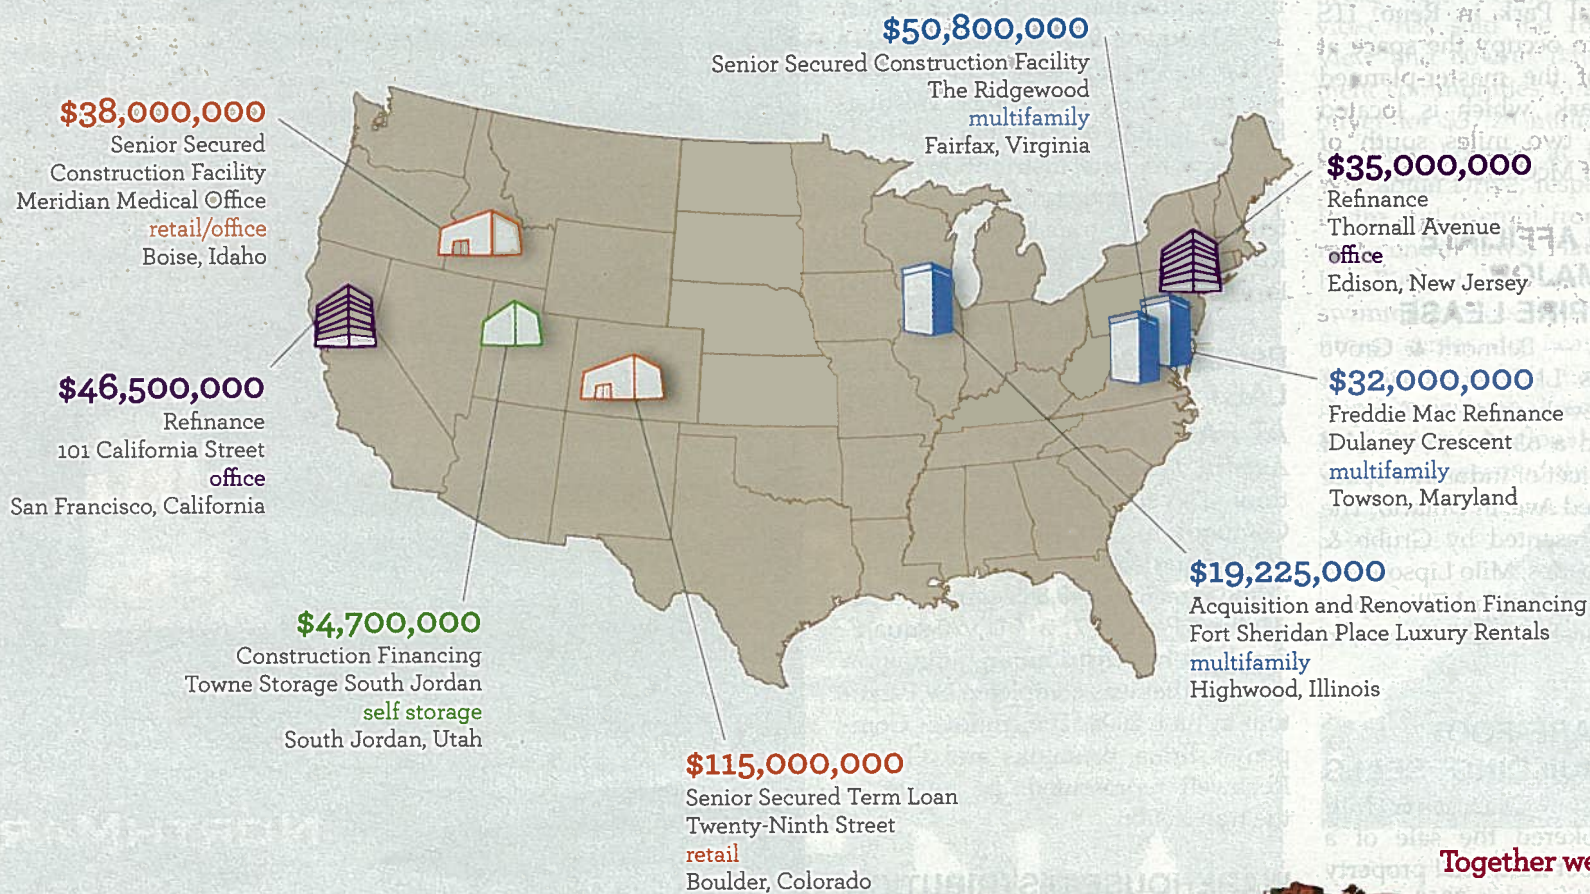 $50,800,000
Senior Secured Construction Facility
The Ridgewood
multifamily
Fairfax, Virginia
$38,000,000
Senior Secured
Construction Facility
Meridian Medical Office
retail/office
Boise, Idaho
$35,000,000
Refinance
Thornall Avenue
office
Edison, New Jersey
$46,500,000
Refinance
101 California Street
office
San Francisco, California
$32,000,000
Freddie Mac Refinance
Dulaney Crescent
multifamily
Towson, Maryland
$19,225,000
Acquisition and Renovation Financing
Fort Sheridan Place Luxury Rentals
multifamily
Highwood, Illinois
$4,700,000
Construction Financing
Towne Storage South Jordan
self storage
South Jordan, Utah
$115,000,000
Senior Secured Term Loan
Twenty-Ninth Street
retail
Boulder, Colorado
Together we